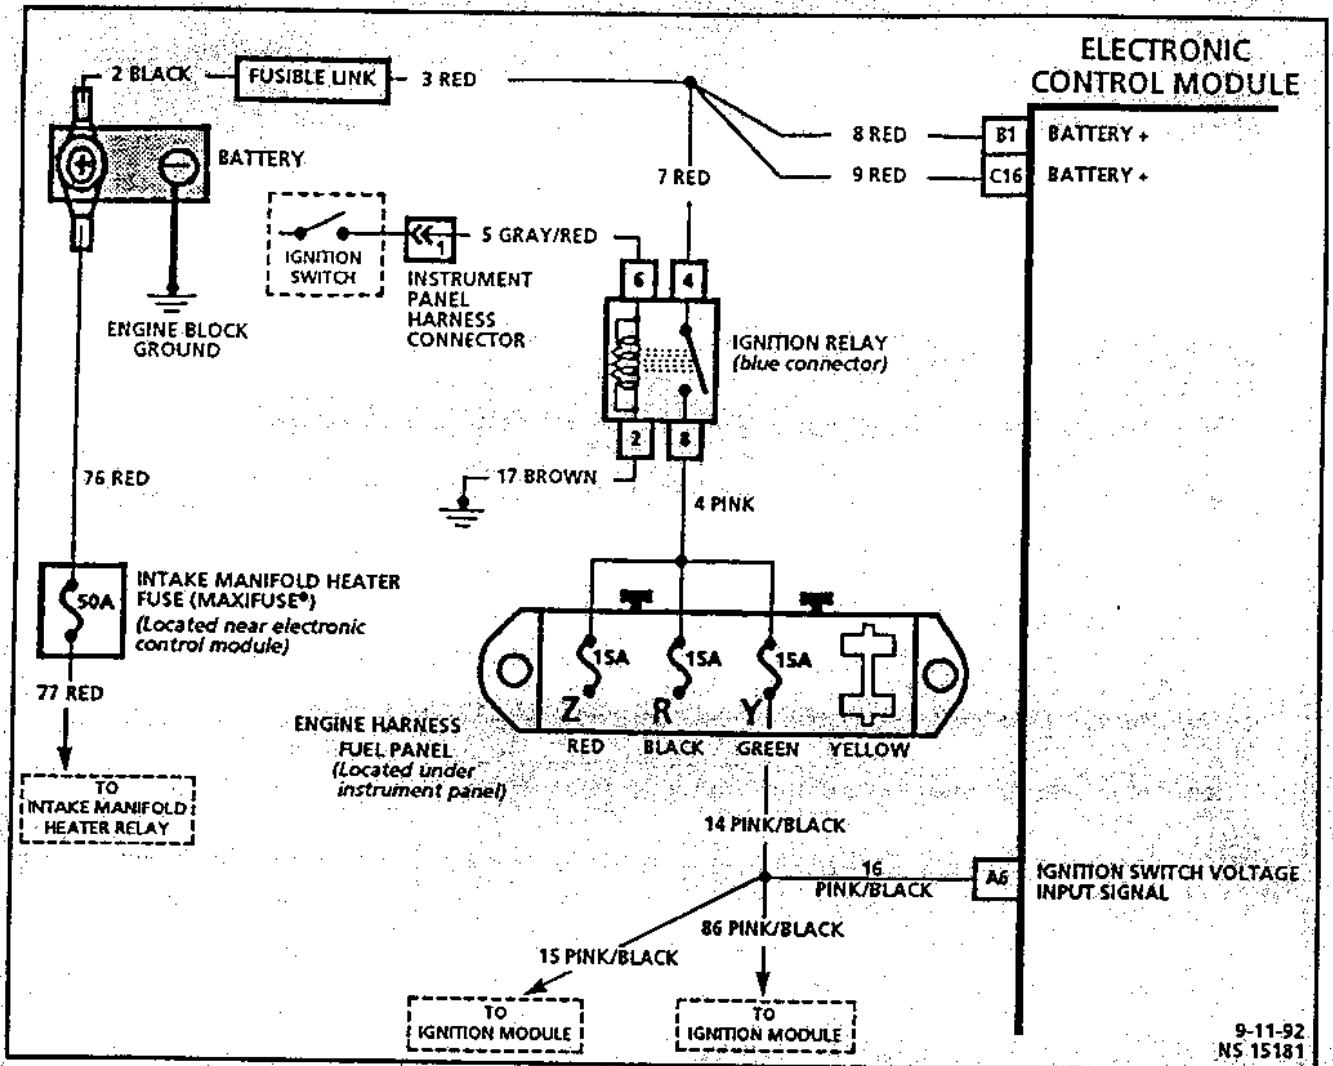 ELECTRONIC
CONTROL MODULE
2 BLACK
FUSIBLE LINK
3 RED
8 RED
B1
BATTERY +
9 RED
C16
BATTERY +
BATTERY
7 RED
IGNITION
SWITCH
1
5 GRAY/RED
INSTRUMENT
PANEL
HARNESS
CONNECTOR
6
4
ENGINE BLOCK
GROUND
IGNITION RELAY
(blue connector)
2
8
17 BROWN
76 RED
4 PINK
50A
INTAKE MANIFOLD HEATER
FUSE (MAXIFUSE®)
(Located near electronic
control module)
77 RED
TO
INTAKE MANIFOLD
HEATER RELAY
15A
15A
15A
Z
R
Y
RED
BLACK
GREEN
YELLOW
ENGINE HARNESS
FUEL PANEL
(Located under
instrument panel)
14 PINK/BLACK
16
PINK/BLACK
A6
IGNITION SWITCH VOLTAGE
INPUT SIGNAL
86 PINK/BLACK
15 PINK/BLACK
TO
IGNITION MODULE
TO
IGNITION MODULE
9-11-92
NS 15181